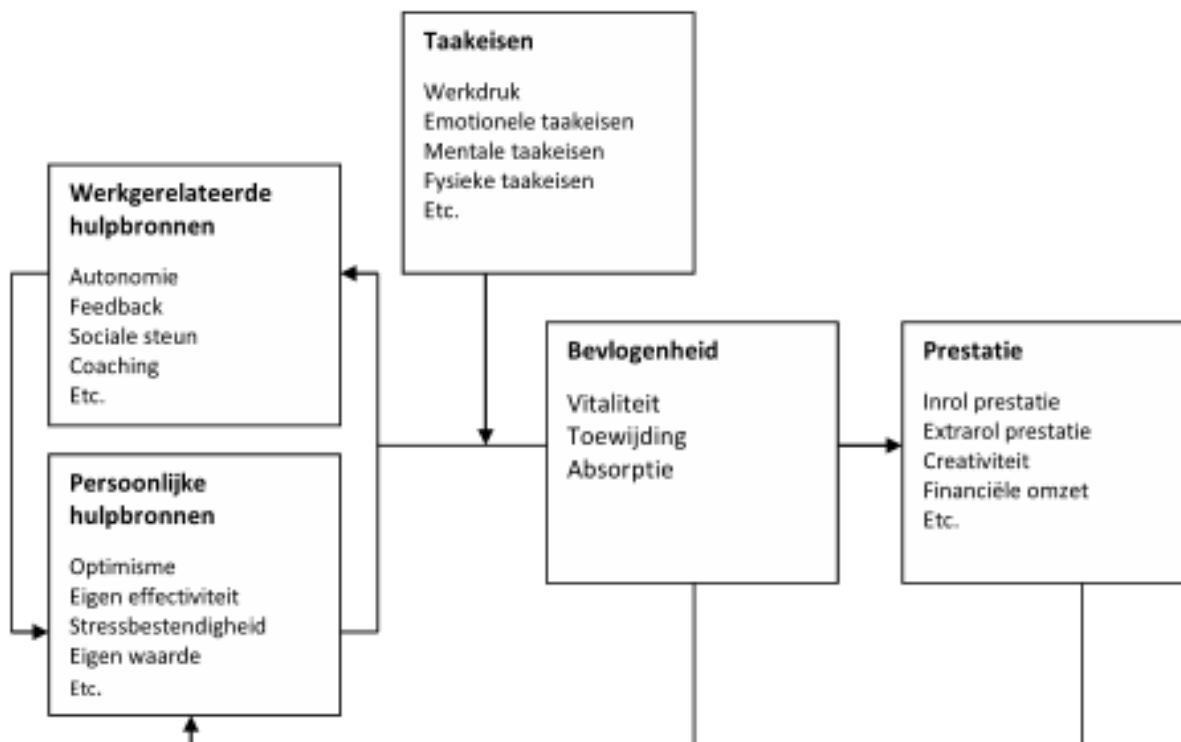 Taakeisen
Werkdruk
Emotionele taakeisen
Mentale taakeisen
Fysieke taakeisen
Etc.
Werkgerelateerde
hulpbronnen
Autonomie
Feedback
Sociale steun
Coaching
Etc.
Persoonlijke
hulpbronnen
Optimisme
Eigen effectiviteit
Stressbestendigheid
Eigen waarde
Etc.
Bevlogenheid
Vitaliteit
Toewijding
Absorptie
Prestatie
Inrol prestatie
Extrarol prestatie
Creativiteit
Financiële omzet
Etc.